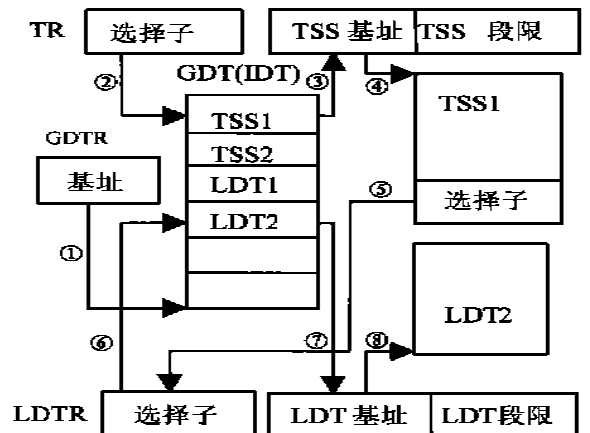 TR 选择子 TSS 基址 TSS 段限
② GDT(IDT) ③ ④
TSS1 TSS1
GDTR TSS2
基址 LDT1 ⑤ 选择子
LDT2
①
LDT2
⑥ ⑦ ⑧
LDTR 选择子 LDT 基址 LDT段限